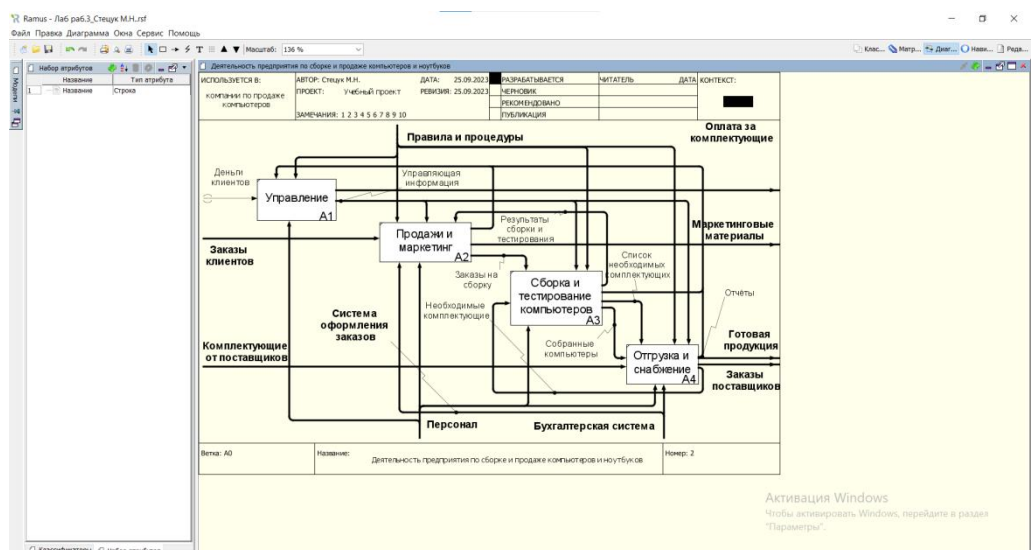 Ramus - Лаб раб.3_Стецук М.Н..rsf
Файл Правка Диаграмма Окна Сервис Помощь
Масштаб: 136 %
Клас... Матр... Диаг... Нави... Редак...
Модели
Набор атрибутов
Название Тип атрибута
1 Название Строка
Деятельность предприятия по сборке и продаже компьютеров и ноутбуков
ИСПОЛЬЗУЕТСЯ В: АВТОР: Стецук М.Н. ДАТА: 25.09.2023 РАЗРАБАТЫВАЕТСЯ ЧИТАТЕЛЬ ДАТА КОНТЕКСТ:
компании по продаже
компьютеров
ПРОЕКТ: Учебный проект РЕВИЗИЯ: 25.09.2023 ЧЕРНОВИК
РЕКОМЕНДОВАНО
ЗАМЕЧАНИЯ: 1 2 3 4 5 6 7 8 9 10 ПУБЛИКАЦИЯ
Правила и процедуры
Оплата за
комплектующие
Деньги
клиентов
Управление
A1
Управляющая
информация
Заказы
клиентов
Продажи и
маркетинг
A2
Результаты
сборки и
тестирования
Маркетинговые
материалы
Заказы на
сборку
Список
необходимых
комплектующих
Сборка и
тестирование
компьютеров
A3
Необходимые
комплектующие
Отчёты
Система
оформления
заказов
Собранные
компьютеры
Комплектующие
от поставщиков
Отгрузка и
снабжение
A4
Готовая
продукция
Заказы
поставщиков
Персонал
Бухгалтерская система
Ветка: A0 Название: Деятельность предприятия по сборке и продаже компьютеров и ноутбуков Номер: 2
Активация Windows
Чтобы активировать Windows, перейдите в раздел
"Параметры".